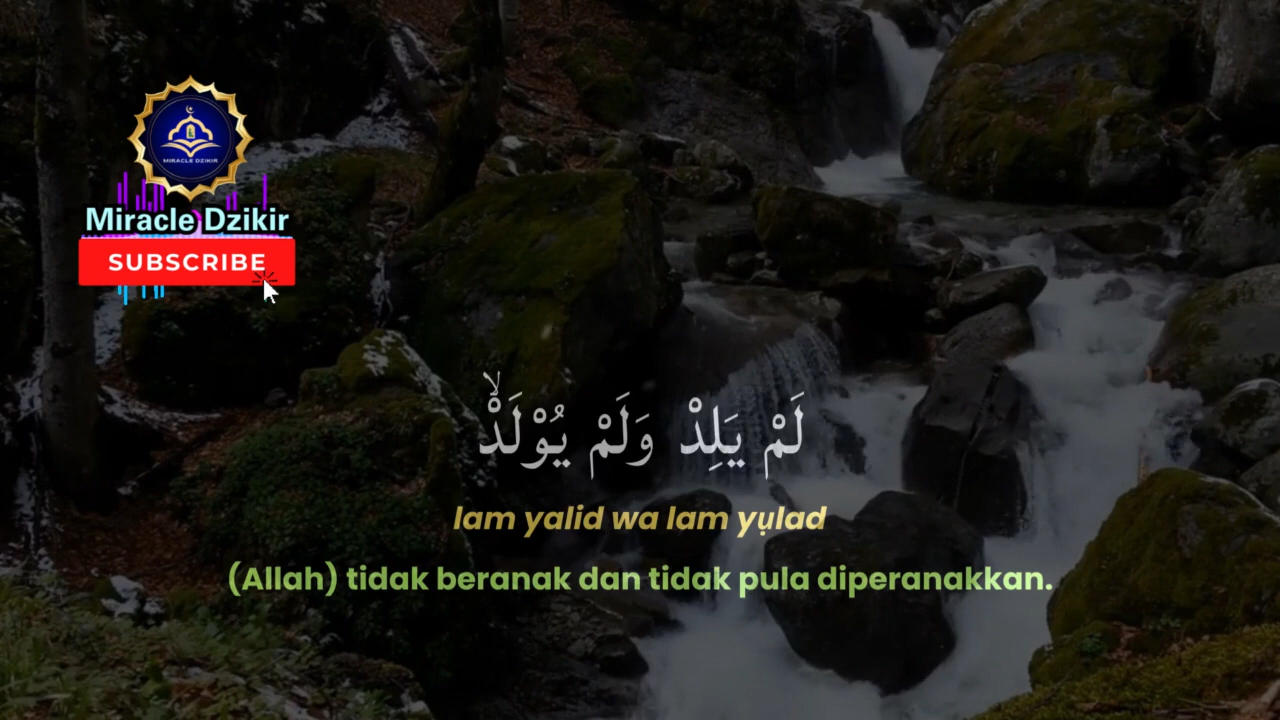 MIRACLE DZIKIR
Miracle Dzikir
SUBSCRIBE
لَمْ يَلِدْ وَلَمْ يُوْلَدْۙ
lam yalid wa lam yụlad
(Allah) tidak beranak dan tidak pula diperanakkan.